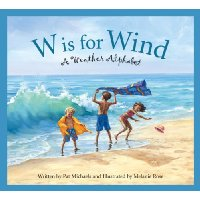 W is for Wind
A Weather Alphabet
Written by Pat Michaels and Illustrated by Melanie Rose